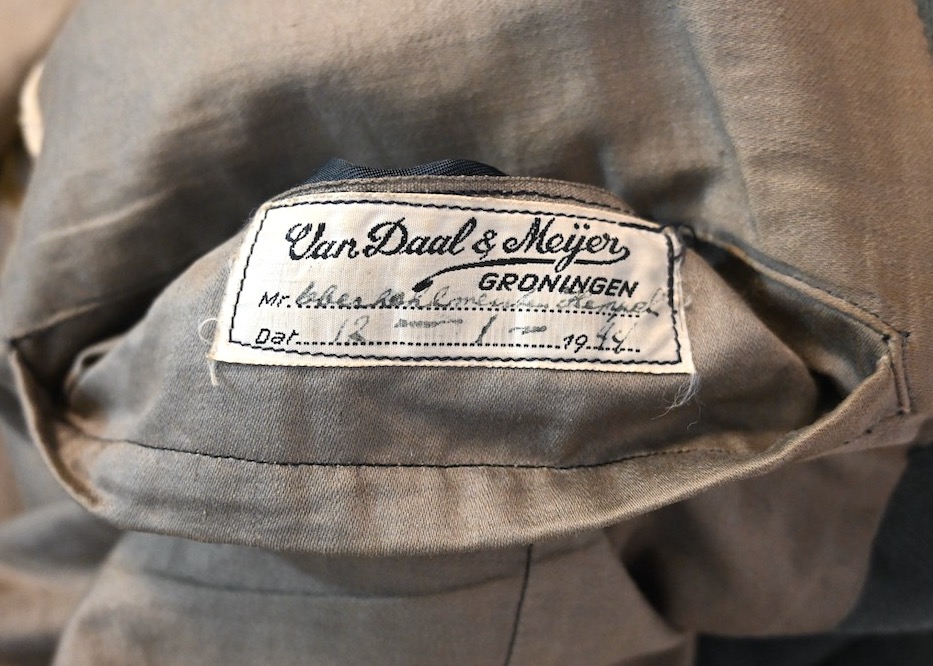 Van Daal & Meijer
GRONINGEN
Mr.
Dat. 12 - 1 - 1944